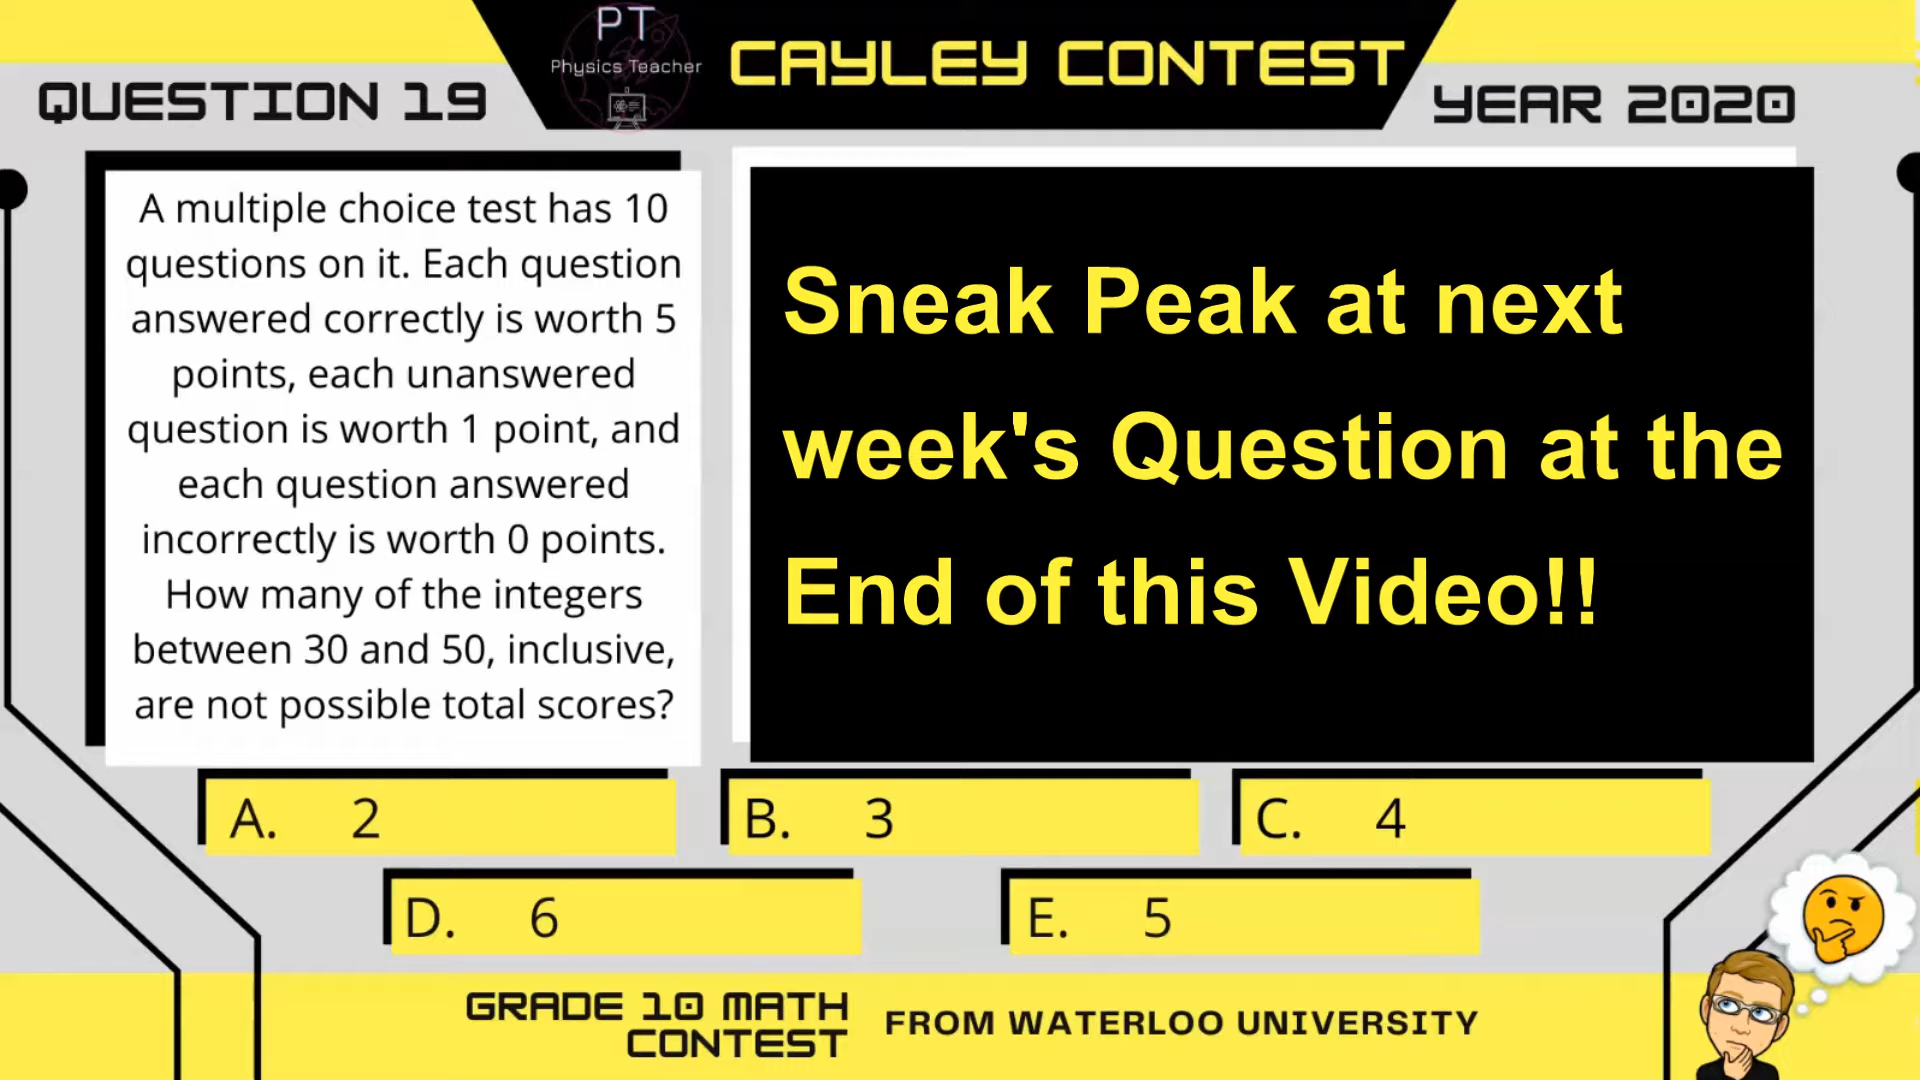 PT
Physics Teacher
CAYLEY CONTEST
QUESTION 19
YEAR 2020
A multiple choice test has 10
questions on it. Each question
answered correctly is worth 5
points, each unanswered
question is worth 1 point, and
each question answered
incorrectly is worth 0 points.
How many of the integers
between 30 and 50, inclusive,
are not possible total scores?
Sneak Peak at next
week's Question at the
End of this Video!!
A. 2
B. 3
C. 4
D. 6
E. 5
GRADE 10 MATH
CONTEST
FROM WATERLOO UNIVERSITY